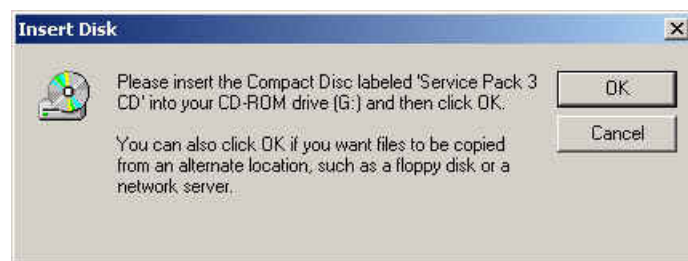 Insert Disk
Please insert the Compact Disc labeled 'Service Pack 3
CD' into your CD-ROM drive (G:) and then click OK.
You can also click OK if you want files to be copied
from an alternate location, such as a floppy disk or a
network server.
OK
Cancel